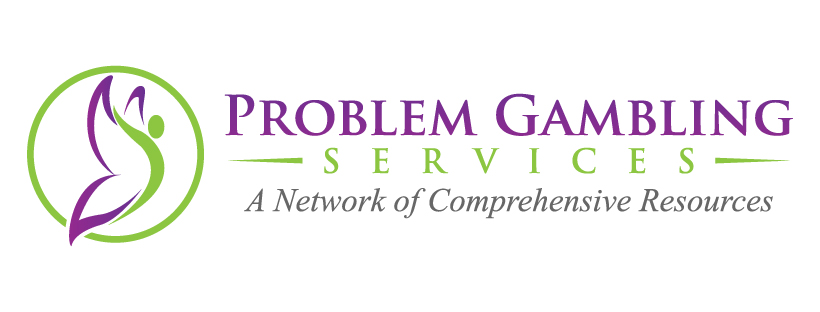 PROBLEM GAMBLING
SERVICES
A Network of Comprehensive Resources